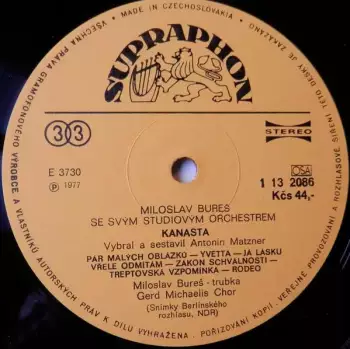 MADE IN CZECHOSLOVAKIA
VŠECHNA PRÁVA GRAMOFONOVÉHO VÝROBCE A VLASTNÍKŮ AUTORSKÝCH PRÁV K DÍLU VYHRAŽENA. POŘIZOVÁNÍ KOPIÍ, VEŘEJNÉ PROVOZOVÁNÍ A ROZHLASOVÉ ŠÍŘENÍ TÉTO DESKY JE ZAKÁZÁNO
SUPRAPHON
33
STEREO
E 3730
℗ 1977
OSA
1 13 2086
Kčs 44,-
MILOSLAV BUREŠ
SE SVÝM STUDIOVÝM ORCHESTREM
KANASTA
Vybral a sestavil Antonín Matzner
PÁR MALÝCH OBLÁZKŮ – YVETTA – JÁ LÁSKU
VŘELE ODMÍTÁM – ZÁKON SCHVÁLNOSTI –
TREPTOVSKÁ VZPOMÍNKA – RODEO
Miloslav Bureš - trubka
Gerd Michaelis Chor
(Snímky Berlínského
rozhlasu, NDR)